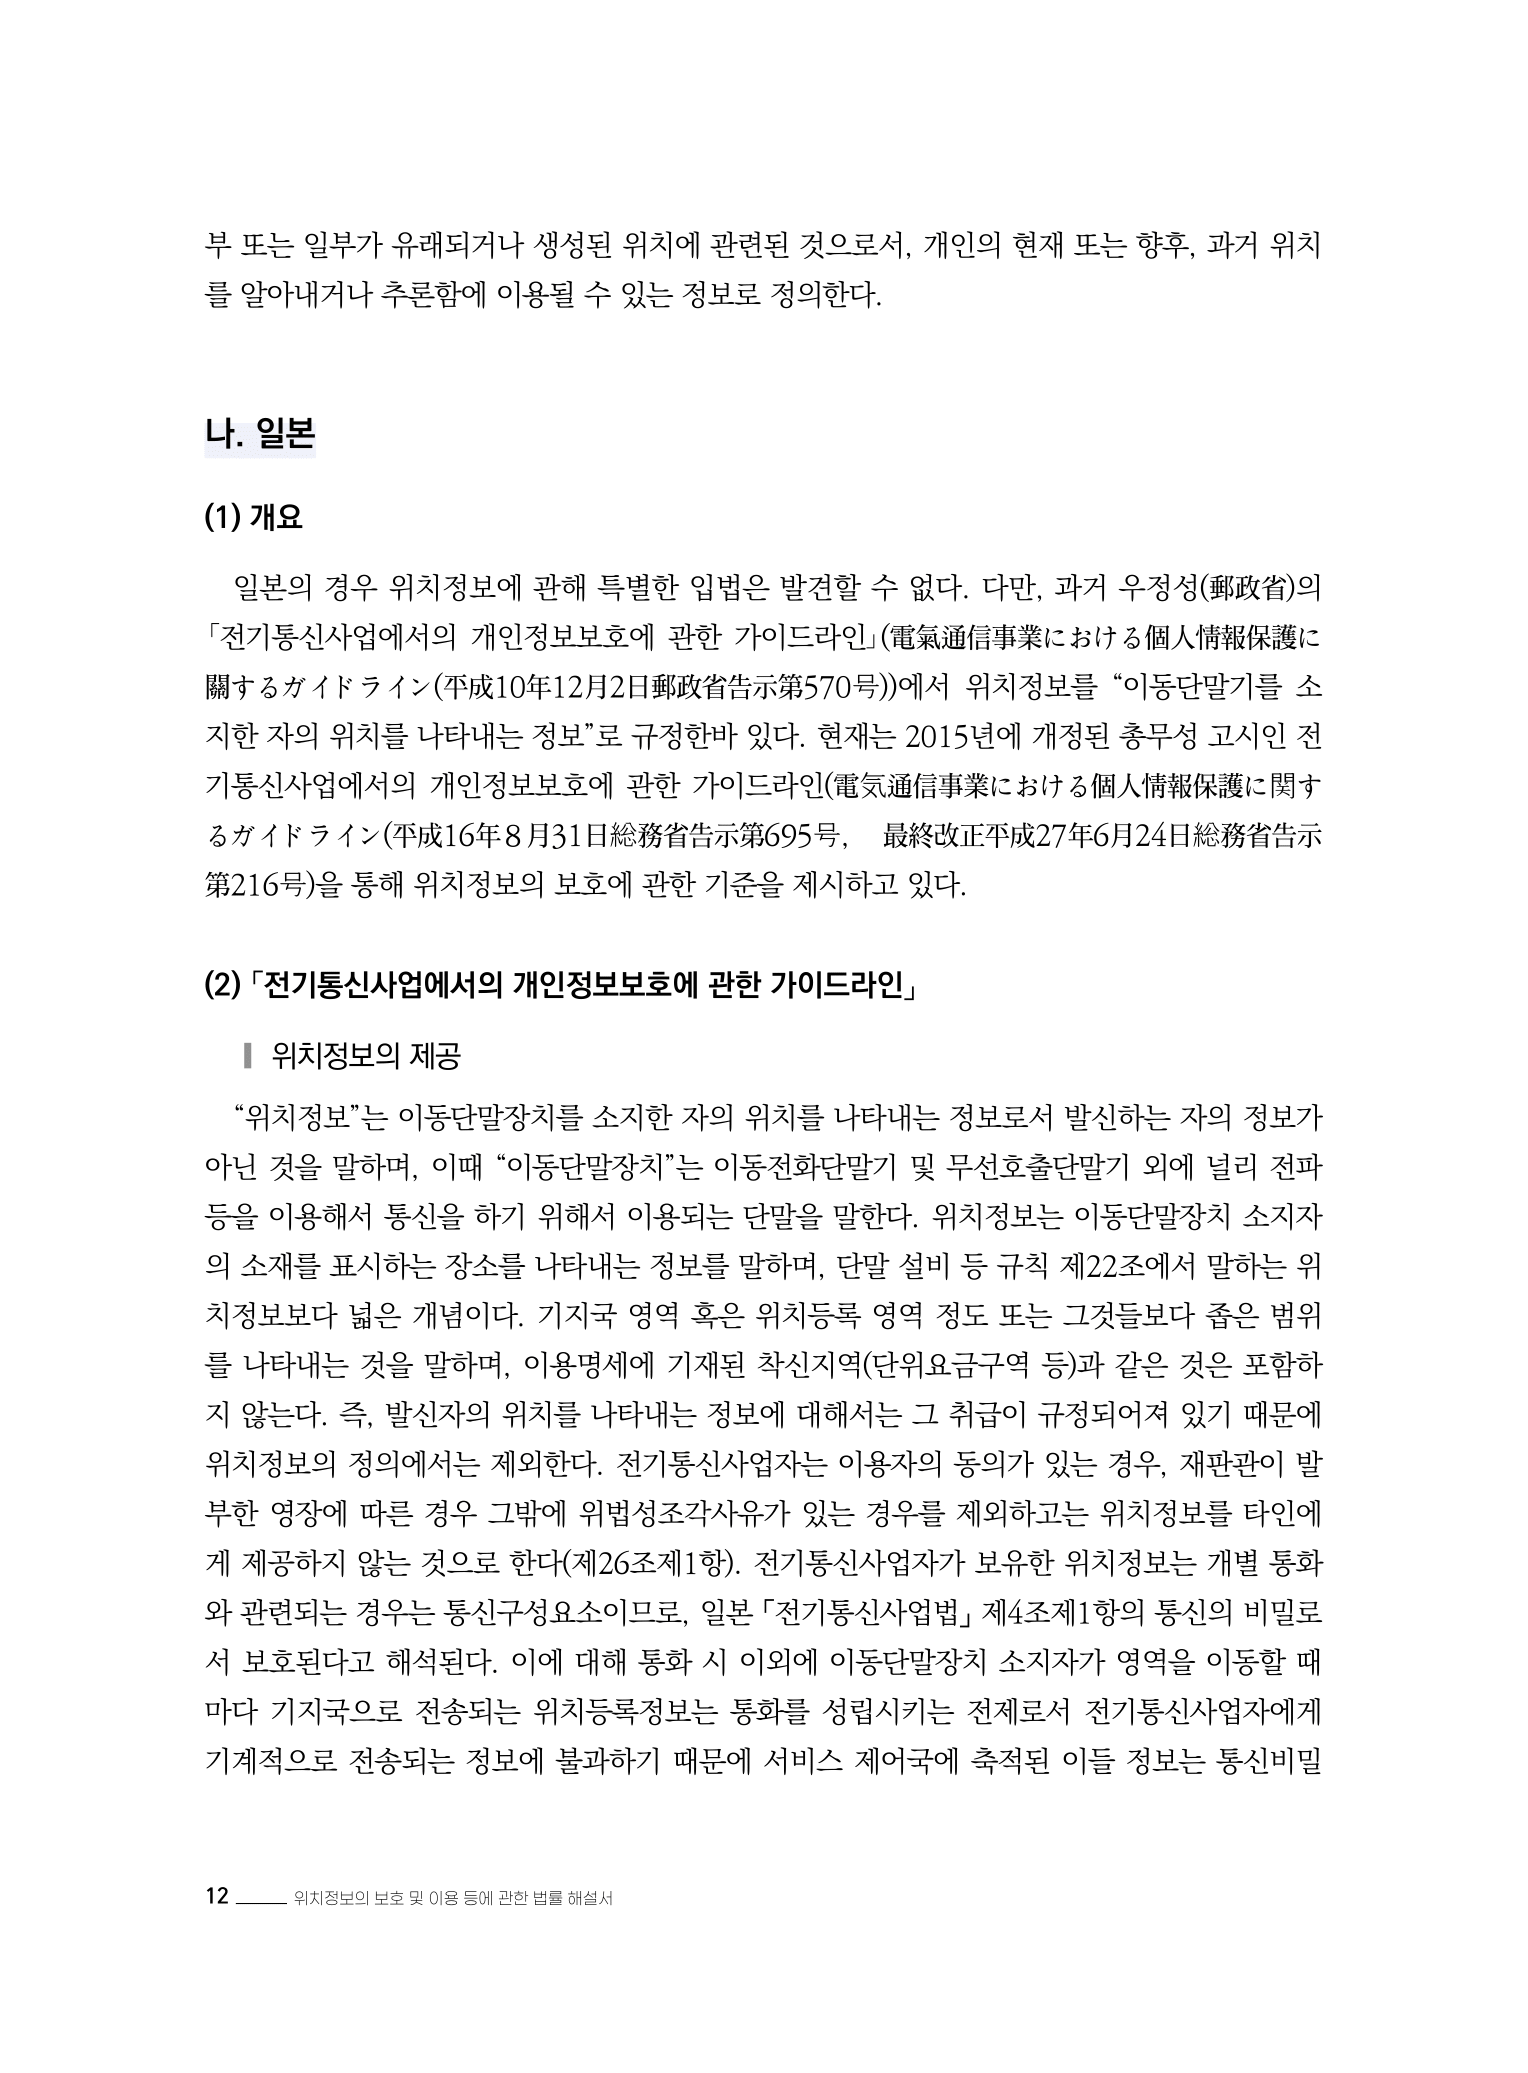 부 또는 일부가 유래되거나 생성된 위치에 관련된 것으로서, 개인의 현재 또는 향후, 과거 위치
를 알아내거나 추론함에 이용될 수 있는 정보로 정의한다.
나. 일본
(1) 개요
일본의 경우 위치정보에 관해 특별한 입법은 발견할 수 없다. 다만, 과거 우정성(郵政省)의
「전기통신사업에서의 개인정보보호에 관한 가이드라인」(電氣通信事業における個人情報保護に
關するガイドライン(平成10年12月2日郵政省告示第570号))에서 위치정보를 “이동단말기를 소
지한 자의 위치를 나타내는 정보”로 규정한바 있다. 현재는 2015년에 개정된 총무성 고시인 전
기통신사업에서의 개인정보보호에 관한 가이드라인(電気通信事業における個人情報保護に関す
るガイドライン(平成16年８月31日総務省告示第695号,　最終改正平成27年6月24日総務省告示
第216号)을 통해 위치정보의 보호에 관한 기준을 제시하고 있다.
(2) 「전기통신사업에서의 개인정보보호에 관한 가이드라인」
위치정보의 제공
“위치정보”는 이동단말장치를 소지한 자의 위치를 나타내는 정보로서 발신하는 자의 정보가
아닌 것을 말하며, 이때 “이동단말장치”는 이동전화단말기 및 무선호출단말기 외에 널리 전파
등을 이용해서 통신을 하기 위해서 이용되는 단말을 말한다. 위치정보는 이동단말장치 소지자
의 소재를 표시하는 장소를 나타내는 정보를 말하며, 단말 설비 등 규칙 제22조에서 말하는 위
치정보보다 넓은 개념이다. 기지국 영역 혹은 위치등록 영역 정도 또는 그것들보다 좁은 범위
를 나타내는 것을 말하며, 이용명세에 기재된 착신지역(단위요금구역 등)과 같은 것은 포함하
지 않는다. 즉, 발신자의 위치를 나타내는 정보에 대해서는 그 취급이 규정되어져 있기 때문에
위치정보의 정의에서는 제외한다. 전기통신사업자는 이용자의 동의가 있는 경우, 재판관이 발
부한 영장에 따른 경우 그밖에 위법성조각사유가 있는 경우를 제외하고는 위치정보를 타인에
게 제공하지 않는 것으로 한다(제26조제1항). 전기통신사업자가 보유한 위치정보는 개별 통화
와 관련되는 경우는 통신구성요소이므로, 일본 「전기통신사업법」 제4조제1항의 통신의 비밀로
서 보호된다고 해석된다. 이에 대해 통화 시 이외에 이동단말장치 소지자가 영역을 이동할 때
마다 기지국으로 전송되는 위치등록정보는 통화를 성립시키는 전제로서 전기통신사업자에게
기계적으로 전송되는 정보에 불과하기 때문에 서비스 제어국에 축적된 이들 정보는 통신비밀
12 위치정보의 보호 및 이용 등에 관한 법률 해설서